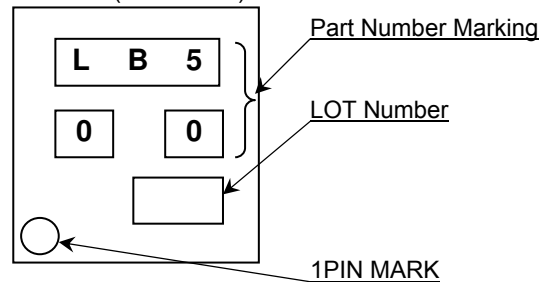 Part Number Marking
L B 5
0 0
LOT Number
1PIN MARK